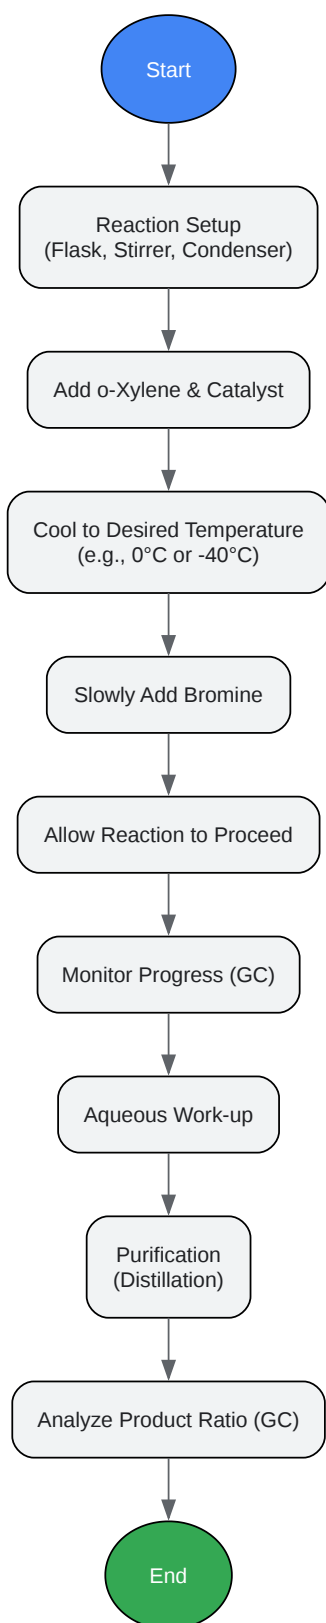 Start
Reaction Setup
(Flask, Stirrer, Condenser)
Add o-Xylene & Catalyst
Cool to Desired Temperature
(e.g., 0°C or -40°C)
Slowly Add Bromine
Allow Reaction to Proceed
Monitor Progress (GC)
Aqueous Work-up
Purification
(Distillation)
Analyze Product Ratio (GC)
End